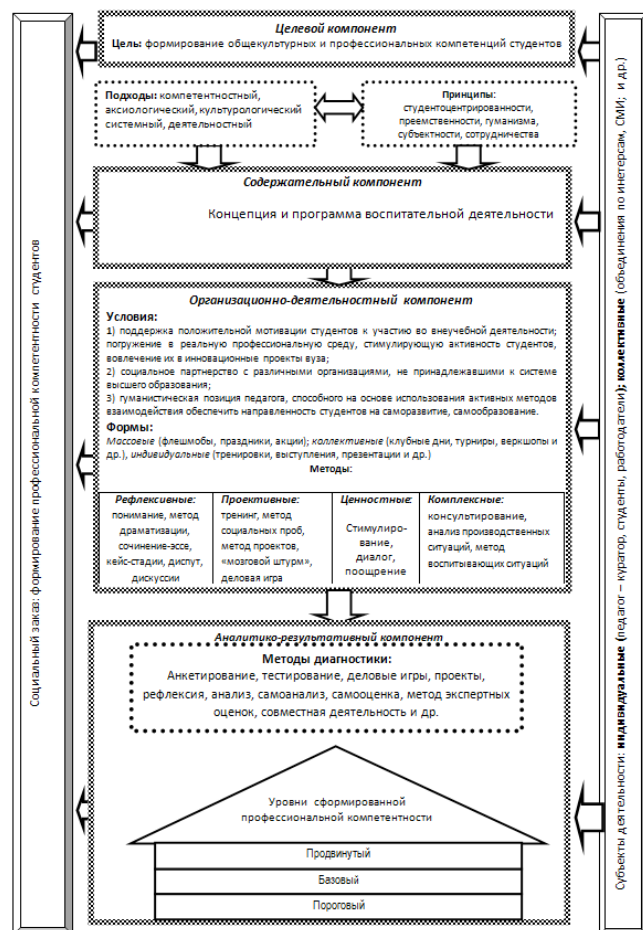 Целевой компонент
Цель: формирование общекультурных и профессиональных компетенций студентов
Подходы: компетентностный,
аксиологический, культурологический
системный, деятельностный
Принципы:
студентоцентрированности,
преемственности, гуманизма,
субъектности, сотрудничества
Содержательный компонент
Концепция и программа воспитательной деятельности
Организационно-деятельностный компонент
Условия:
1) поддержка положительной мотивации студентов к участию во внеучебной деятельности;
погружение в реальную профессиональную среду, стимулирующую активность студентов,
вовлечение их в инновационные проекты вуза;
2) социальное партнерство с различными организациями, не принадлежавшими к системе
высшего образования;
3) гуманистическая позиция педагога, способного на основе использования активных методов
взаимодействия обеспечить направленность студентов на саморазвитие, самообразование.
Формы:
Массовые (флешмобы, праздники, акции); коллективные (клубные дни, турниры, веркшопы и
др.), индивидуальные (тренировки, выступления, презентации и др.)
Методы:
Рефлексивные:
понимание, метод
драматизации,
сочинение-эссе,
кейс-стадии, диспут,
дискуссии
Проективные:
тренинг, метод
социальных проб,
метод проектов,
«мозговой штурм»,
деловая игра
Ценностные:
Стимулиро-
вание,
диалог,
поощрение
Комплексные:
консультирование,
анализ производственных
ситуаций, метод
воспитывающих ситуаций
Аналитико-результативный компонент
Методы диагностики:
Анкетирование, тестирование, деловые игры, проекты,
рефлексия, анализ, самоанализ, самооценка, метод экспертных
оценок, совместная деятельность и др.
Уровни сформированной
профессиональной компетентности
Продвинутый
Базовый
Пороговый
Социальный заказ: формирование профессиональной компетентности студентов
Субъекты деятельности: индивидуальные (педагог – куратор, студенты, работодатели); коллективные (объединения по инетерсам, СМИ; и др.)